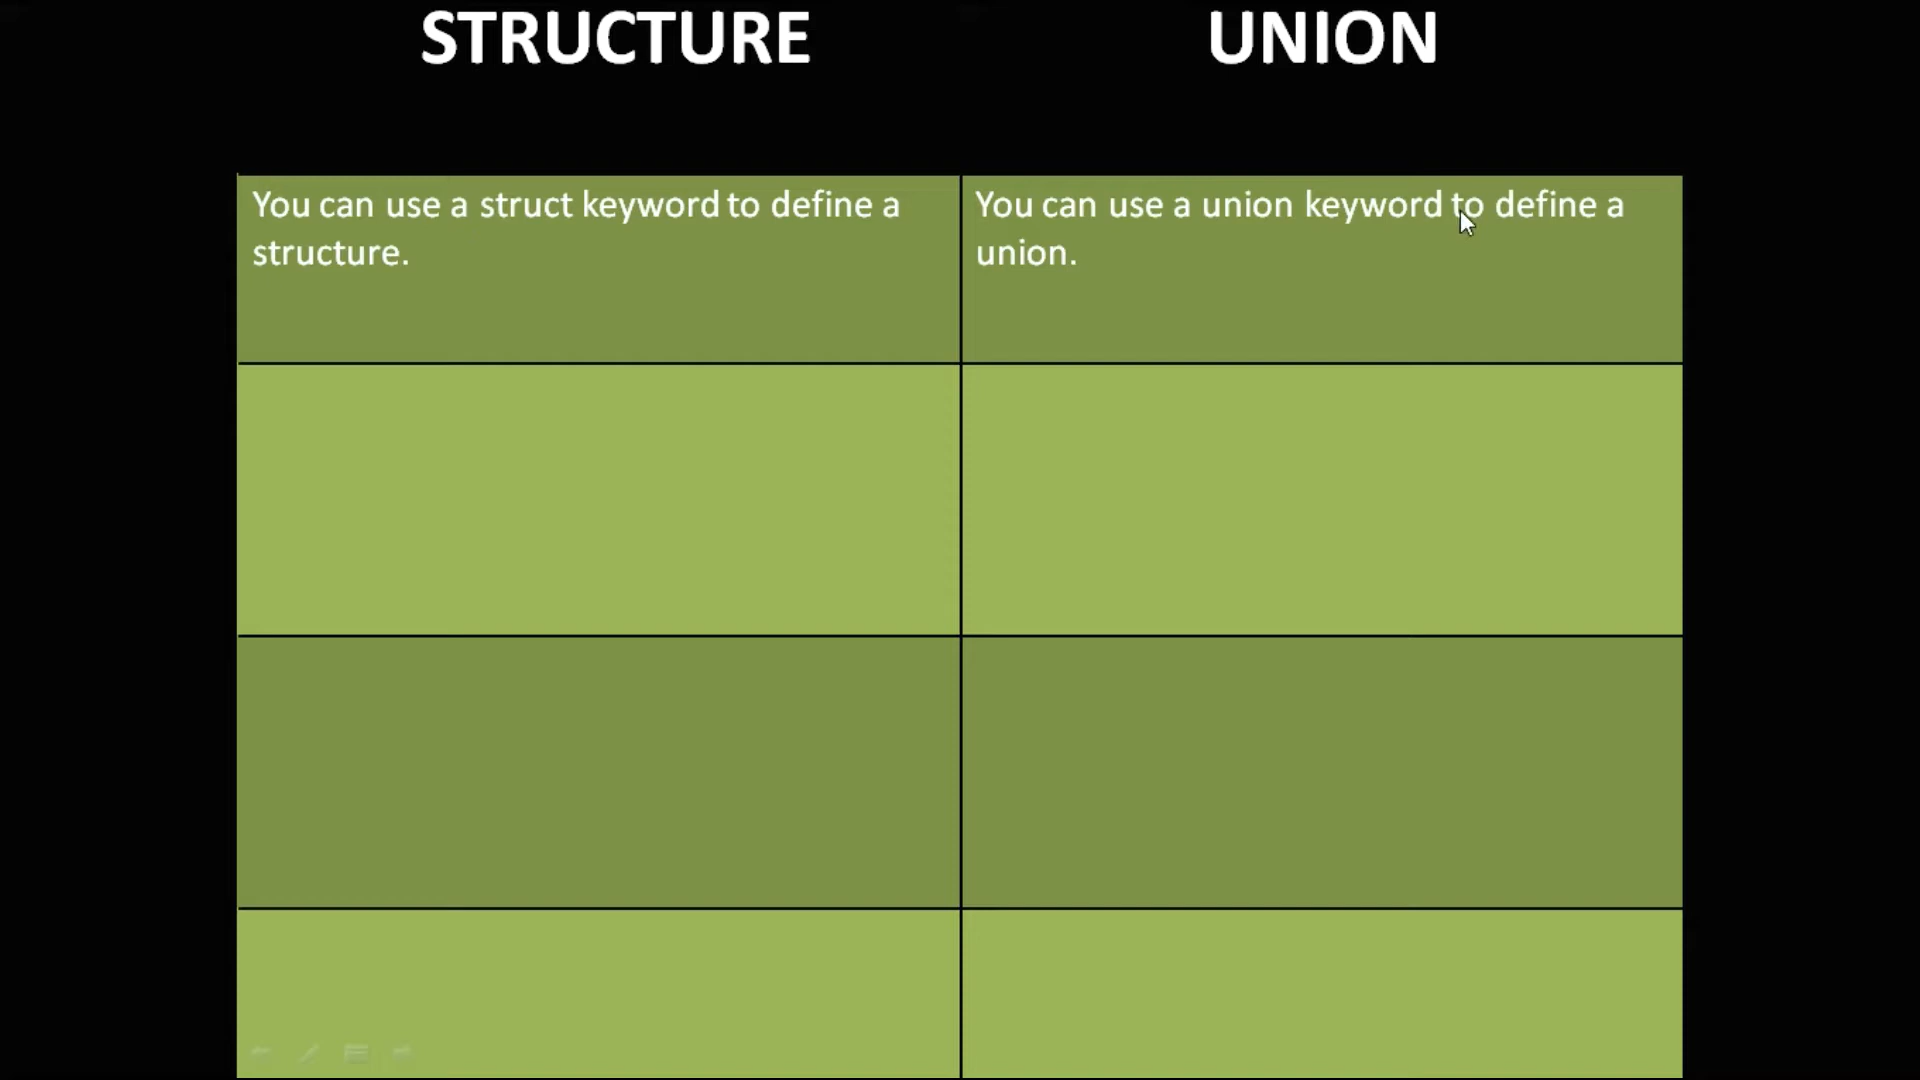 STRUCTURE
UNION
You can use a struct keyword to define a
structure.
You can use a union keyword to define a
union.